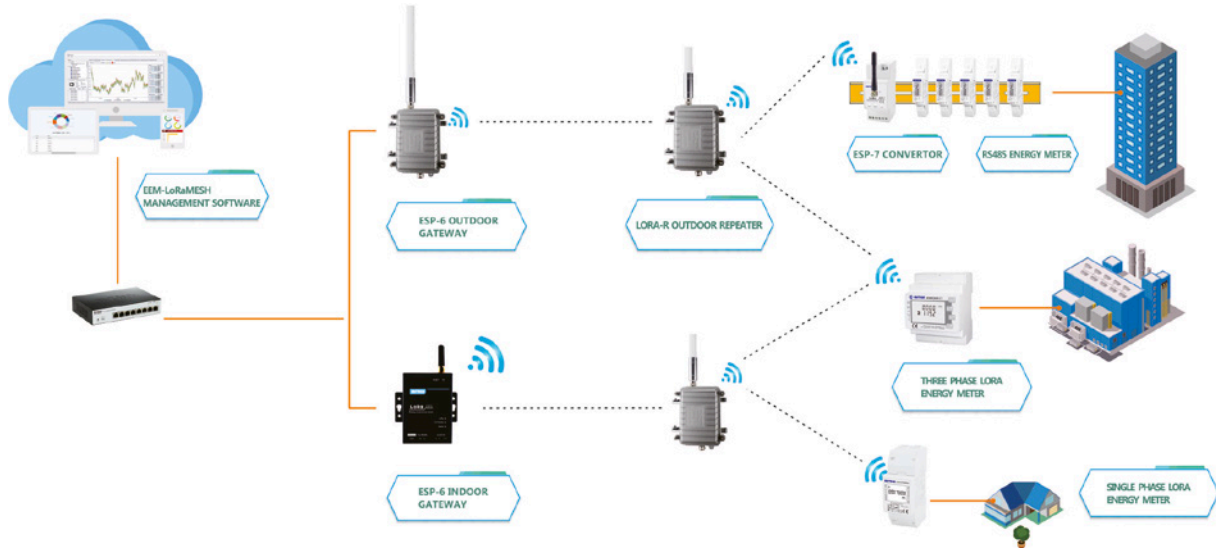 EEM-LoRaMESH
MANAGEMENT SOFTWARE
ESP-6 OUTDOOR
GATEWAY
LORA-R OUTDOOR REPEATER
ESP-7 CONVERTOR
RS485 ENERGY METER
THREE PHASE LORA
ENERGY METER
LoRa
ESP-6 INDOOR
GATEWAY
SINGLE PHASE LORA
ENERGY METER